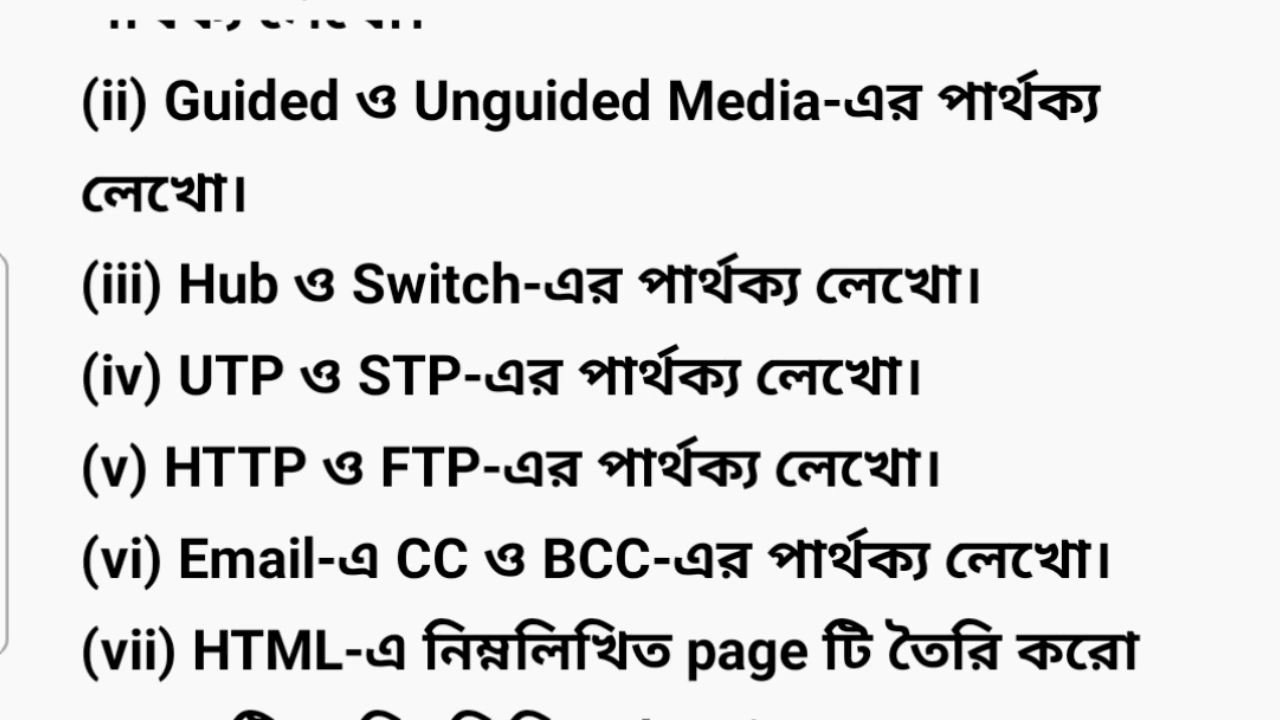 (ii) Guided ও Unguided Media-এর পার্থক্য
লেখো।
(iii) Hub ও Switch-এর পার্থক্য লেখো।
(iv) UTP ও STP-এর পার্থক্য লেখো।
(v) HTTP ও FTP-এর পার্থক্য লেখো।
(vi) Email-এ CC ও BCC-এর পার্থক্য লেখো।
(vii) HTML-এ নিম্নলিখিত page টি তৈরি করো